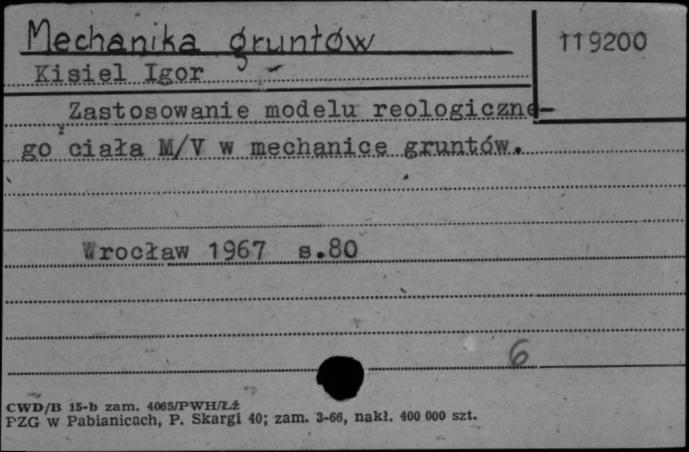 Mechanika gruntów
119200
Kisiel Igor
Zastosowanie modelu reologiczne-
go ciała M/V w mechanice gruntów.
Wrocław 1967 s.80
6
CWD/B 15-b zam. 4065/PWH/Łź
PZG w Pabianicach, P. Skargi 40; zam. 3-66, nakł. 400 000 szt.